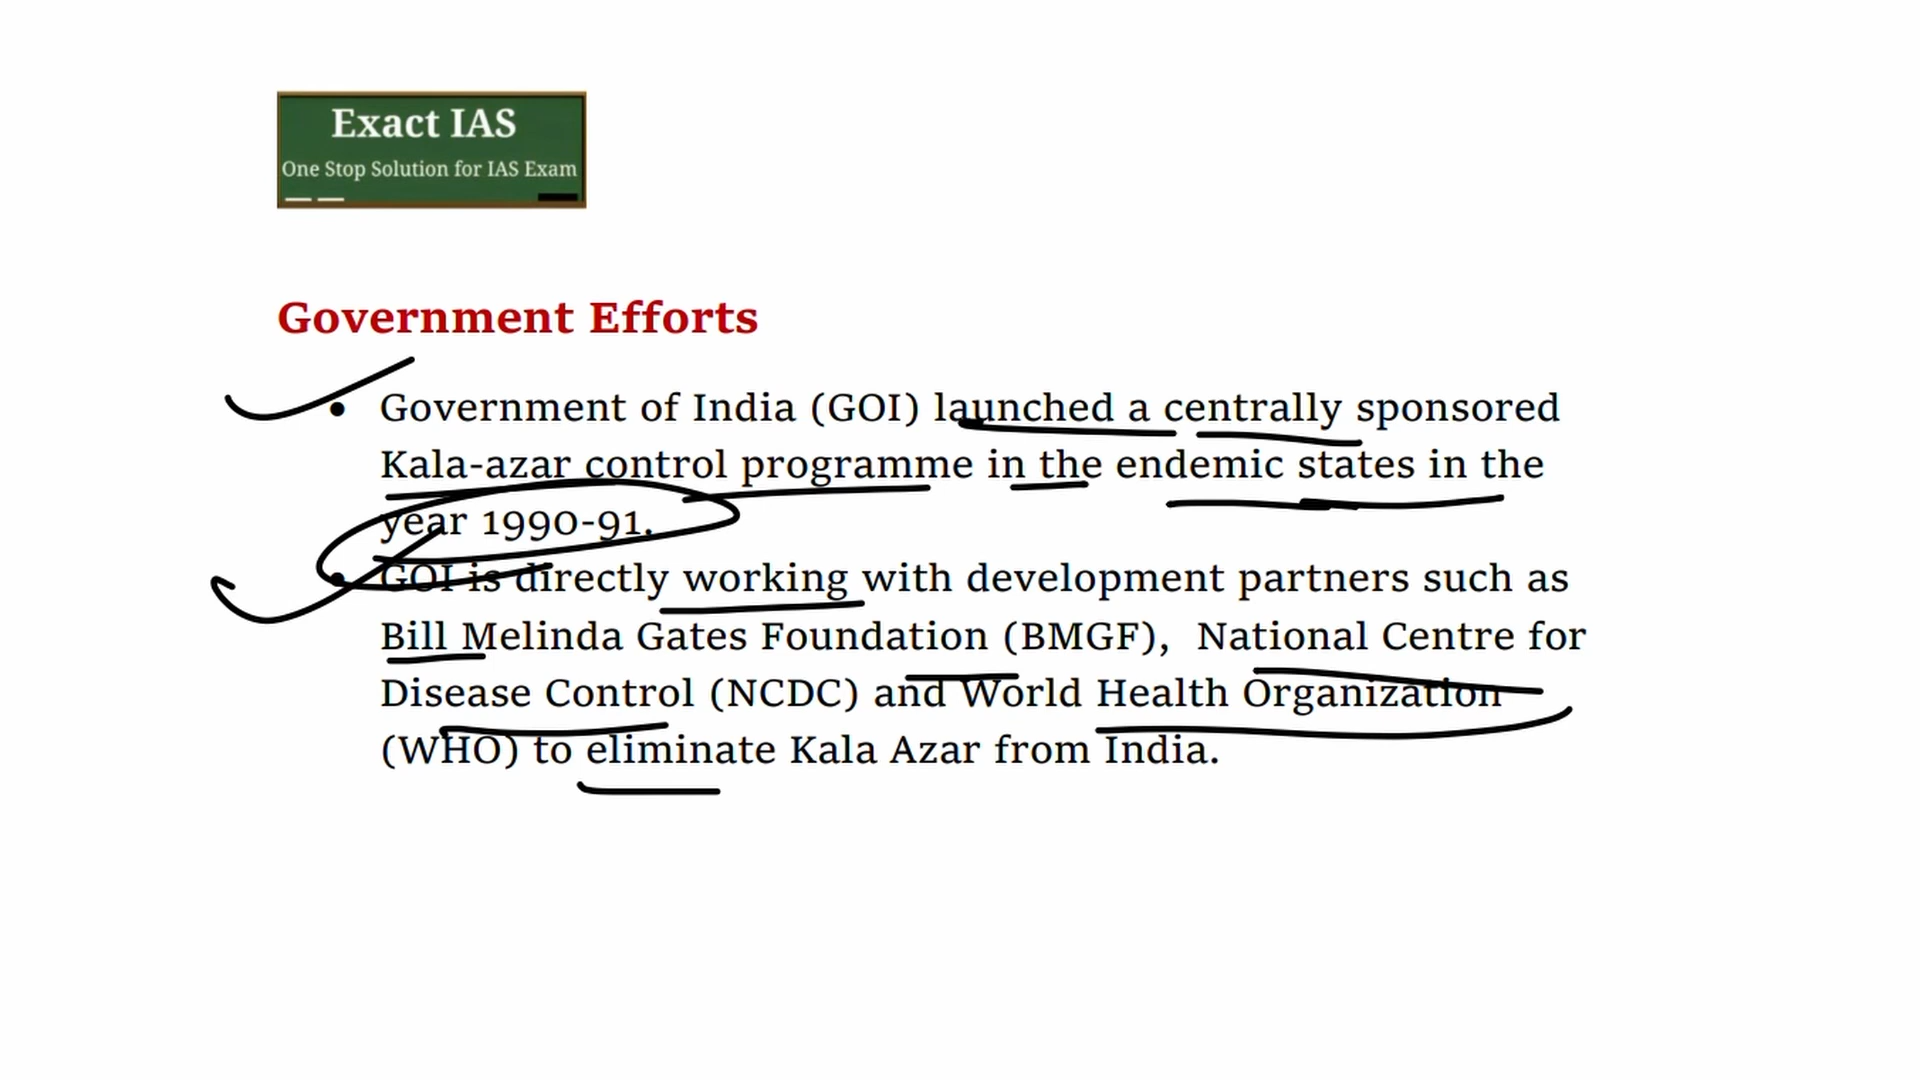 Exact IAS
One Stop Solution for IAS Exam
Government Efforts
• Government of India (GOI) launched a centrally sponsored
Kala-azar control programme in the endemic states in the
year 1990-91.
• GOI is directly working with development partners such as
Bill Melinda Gates Foundation (BMGF), National Centre for
Disease Control (NCDC) and World Health Organization
(WHO) to eliminate Kala Azar from India.